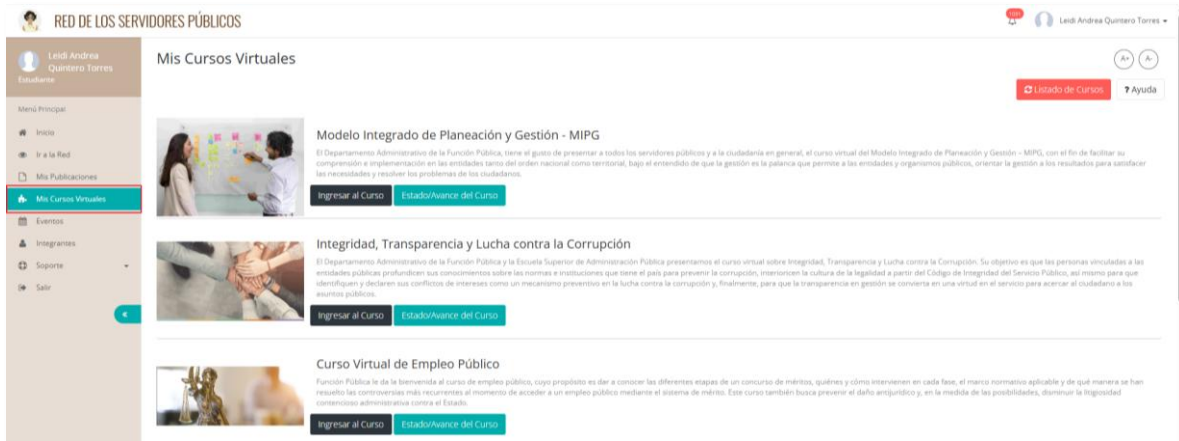 RED DE LOS SERVIDORES PÚBLICOS
Leidi Andrea Quintero Torres
Leidi Andrea
Quintero Torres
Estudiante
Menú Principal
Inicio
Ir a la Red
Mis Publicaciones
Mis Cursos Virtuales
Eventos
Integrantes
Soporte
Salir
Mis Cursos Virtuales
A+ A-
Listado de Cursos ? Ayuda
Modelo Integrado de Planeación y Gestión - MIPG
El Departamento Administrativo de la Función Pública, tiene el gusto de presentar a todos los servidores públicos y a la ciudadanía en general, el curso virtual del Modelo Integrado de Planeación y Gestión – MIPG, con el fin de facilitar su
comprensión e implementación en las entidades tanto del orden nacional como territorial, bajo el entendido de que la gestión es la palanca que permite a las entidades y organismos públicos, orientar la gestión a los resultados para satisfacer
las necesidades y resolver los problemas de los ciudadanos.
Ingresar al Curso Estado/Avance del Curso
Integridad, Transparencia y Lucha contra la Corrupción
El Departamento Administrativo de la Función Pública y la Escuela Superior de Administración Pública presentamos el curso virtual sobre Integridad, Transparencia y Lucha contra la Corrupción. Su objetivo es que las personas vinculadas a las
entidades públicas profundicen sus conocimientos sobre las normas e instituciones que tiene el país para prevenir la corrupción, interioricen la cultura de la legalidad a partir del Código de Integridad del Servicio Público, así mismo para que
identifiquen y declaren sus conflictos de intereses como un mecanismo preventivo en la lucha contra la corrupción y, finalmente, para que la transparencia en gestión se convierta en una virtud en el servicio para acercar al ciudadano a los
asuntos públicos.
Ingresar al Curso Estado/Avance del Curso
Curso Virtual de Empleo Público
Función Pública le da la bienvenida al curso de empleo público, cuyo propósito es dar a conocer las diferentes etapas de un concurso de méritos, quiénes y cómo intervienen en cada fase, el marco normativo aplicable y de qué manera se han
resuelto las controversias más recurrentes al momento de acceder a un empleo público mediante el sistema de mérito. Este curso también busca prevenir el daño antijurídico y, en la medida de las posibilidades, disminuir la litigiosidad
contencioso administrativa contra el Estado.
Ingresar al Curso Estado/Avance del Curso